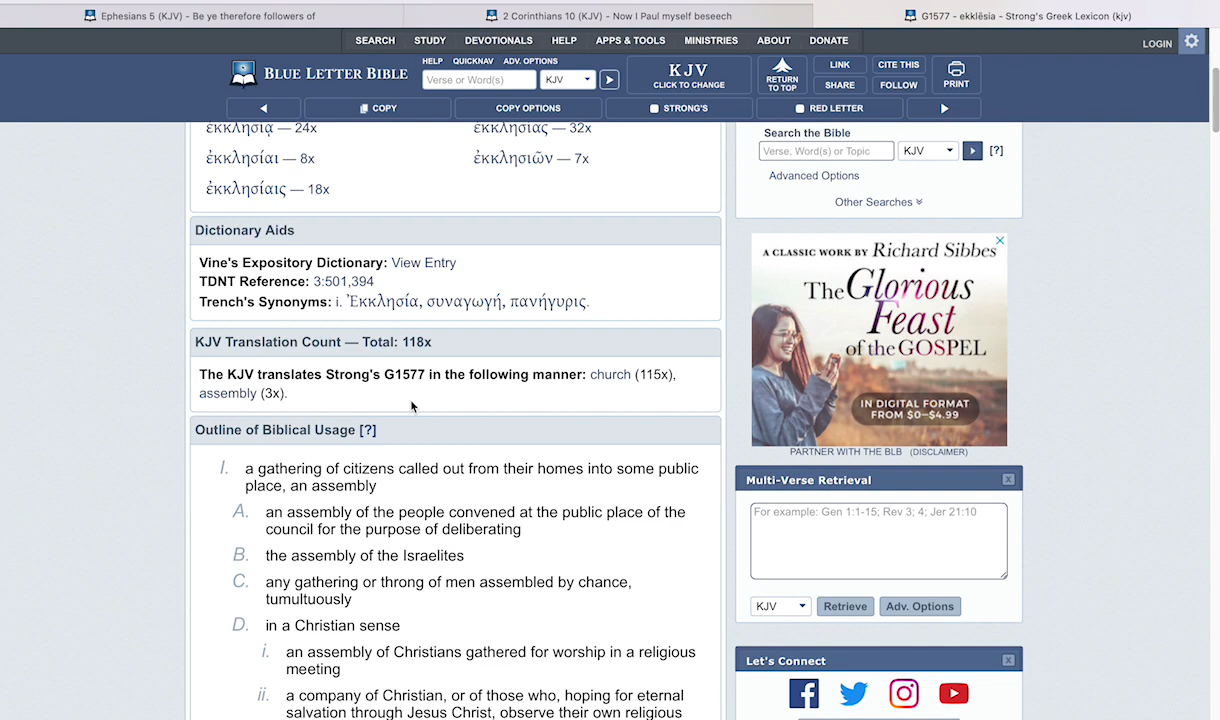 Ephesians 5 (KJV) - Be ye therefore followers of
2 Corinthians 10 (KJV) - Now I Paul myself beseech
G1577 - ekklēsia - Strong's Greek Lexicon (kjv)
SEARCH STUDY DEVOTIONALS HELP APPS & TOOLS MINISTRIES ABOUT DONATE
LOGIN
BLUE LETTER BIBLE
HELP QUICKNAV ADV. OPTIONS
Verse or Word(s) KJV
KJV
CLICK TO CHANGE
RETURN
TO TOP
LINK CITE THIS
SHARE FOLLOW
PRINT
COPY COPY OPTIONS STRONG'S RED LETTER
ἐκκλησίᾳ — 24x ἐκκλησίας — 32x
ἐκκλησίαι — 8x ἐκκλησιῶν — 7x
ἐκκλησίαις — 18x
Dictionary Aids
Vine's Expository Dictionary: View Entry
TDNT Reference: 3:501,394
Trench's Synonyms: i. Ἐκκλησία, συναγωγή, πανήγυρις.
KJV Translation Count — Total: 118x
The KJV translates Strong's G1577 in the following manner: church (115x),
assembly (3x).
Outline of Biblical Usage [?]
I. a gathering of citizens called out from their homes into some public
place, an assembly
A. an assembly of the people convened at the public place of the
council for the purpose of deliberating
B. the assembly of the Israelites
C. any gathering or throng of men assembled by chance,
tumultuously
D. in a Christian sense
i. an assembly of Christians gathered for worship in a religious
meeting
ii. a company of Christian, or of those who, hoping for eternal
salvation through Jesus Christ, observe their own religious
Search the Bible
Verse, Word(s) or Topic KJV [?]
Advanced Options
Other Searches
A CLASSIC WORK BY Richard Sibbes
The Glorious
Feast
of the GOSPEL
IN DIGITAL FORMAT
FROM $0–$4.99
PARTNER WITH THE BLB (DISCLAIMER)
Multi-Verse Retrieval x
For example: Gen 1:1-15; Rev 3; 4; Jer 21:10
KJV Retrieve Adv. Options
Let's Connect x